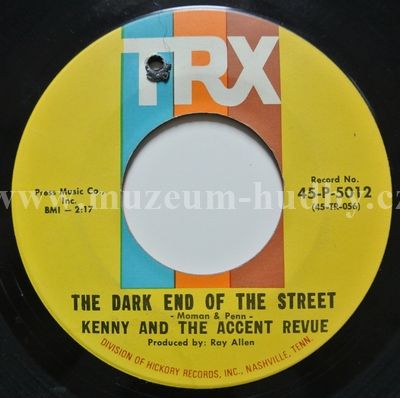 TRX
Press Music Co.,
Inc.
BMI - 2:17
Record No.
45-P-5012
(45-TR-056)
www.muzeum-hudby.cz
THE DARK END OF THE STREET
- Moman & Penn -
KENNY AND THE ACCENT REVUE
Produced by: Ray Allen
DIVISION OF HICKORY RECORDS, INC., NASHVILLE, TENN.